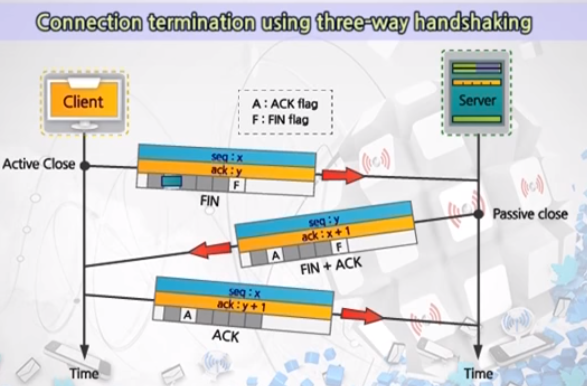 Connection termination using three-way handshaking
Client
A : ACK flag
F : FIN flag
Server
Active Close
seq : x
ack : y
F
FIN
Passive close
seq : y
ack : x + 1
A
F
FIN + ACK
seq : x
ack : y + 1
A
ACK
Time
Time